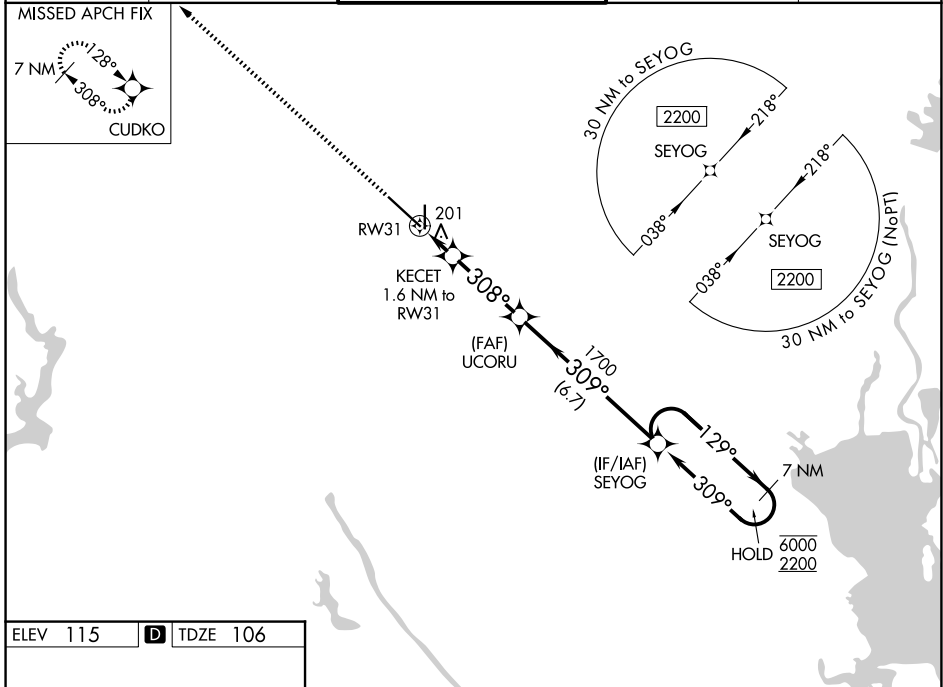 MISSED APCH FIX
7 NM
128°
308°
CUDKO
30 NM to SEYOG
2200
SEYOG
218°
038°
218°
SEYOG
038°
2200
30 NM to SEYOG (NoPT)
RW31
201
KECET
1.6 NM to
RW31
308°
(FAF)
UCORU
1700
309°
(6.7)
(IF/IAF)
SEYOG
129°
309°
7 NM
HOLD
6000
2200
ELEV 115
D
TDZE 106